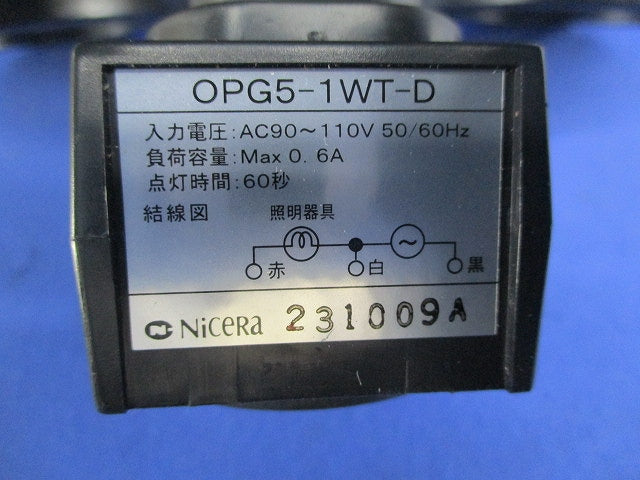 OPG5-1WT-D
入力電圧:AC90～110V 50/60Hz
負荷容量:Max 0. 6A
点灯時間:60秒
結線図 照明器具
赤 白 黒
NiCERA 231009A